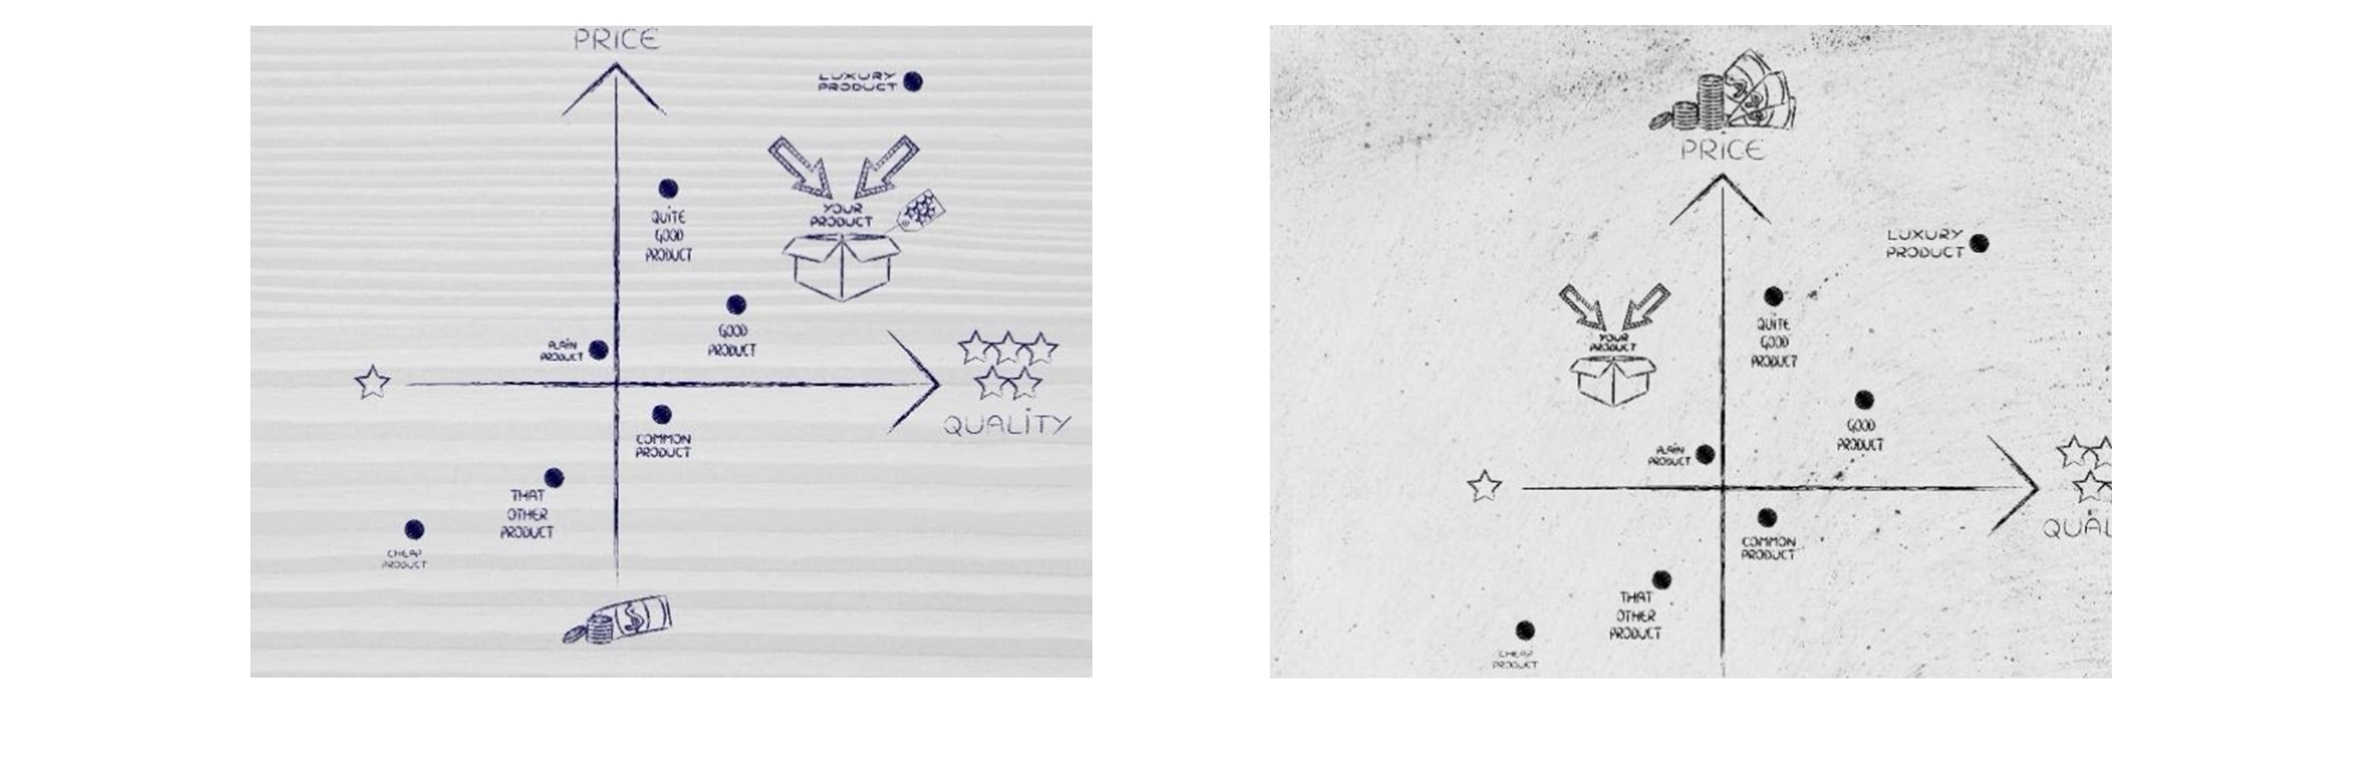 PRICE
LUXURY
PRODUCT
YOUR
PRODUCT
QUITE
GOOD
PRODUCT
GOOD
PRODUCT
PLAIN
PRODUCT
QUALITY
COMMON
PRODUCT
THAT
OTHER
PRODUCT
CHEAP
PRODUCT
PRICE
LUXURY
PRODUCT
QUITE
GOOD
PRODUCT
YOUR
PRODUCT
GOOD
PRODUCT
PLAIN
PRODUCT
QUAL
COMMON
PRODUCT
THAT
OTHER
PRODUCT
CHEAP
PRODUCT